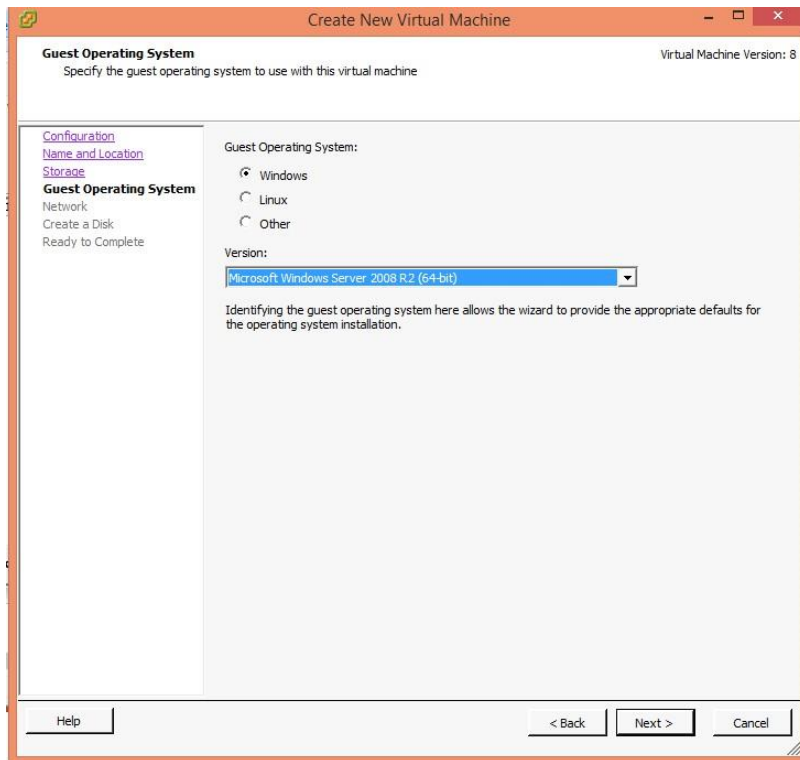 Create New Virtual Machine
Guest Operating System
Specify the guest operating system to use with this virtual machine
Virtual Machine Version: 8
Configuration
Name and Location
Storage
Guest Operating System
Network
Create a Disk
Ready to Complete
Guest Operating System:
Windows
Linux
Other
Version:
Microsoft Windows Server 2008 R2 (64-bit)
Identifying the guest operating system here allows the wizard to provide the appropriate defaults for
the operating system installation.
Help
< Back
Next >
Cancel